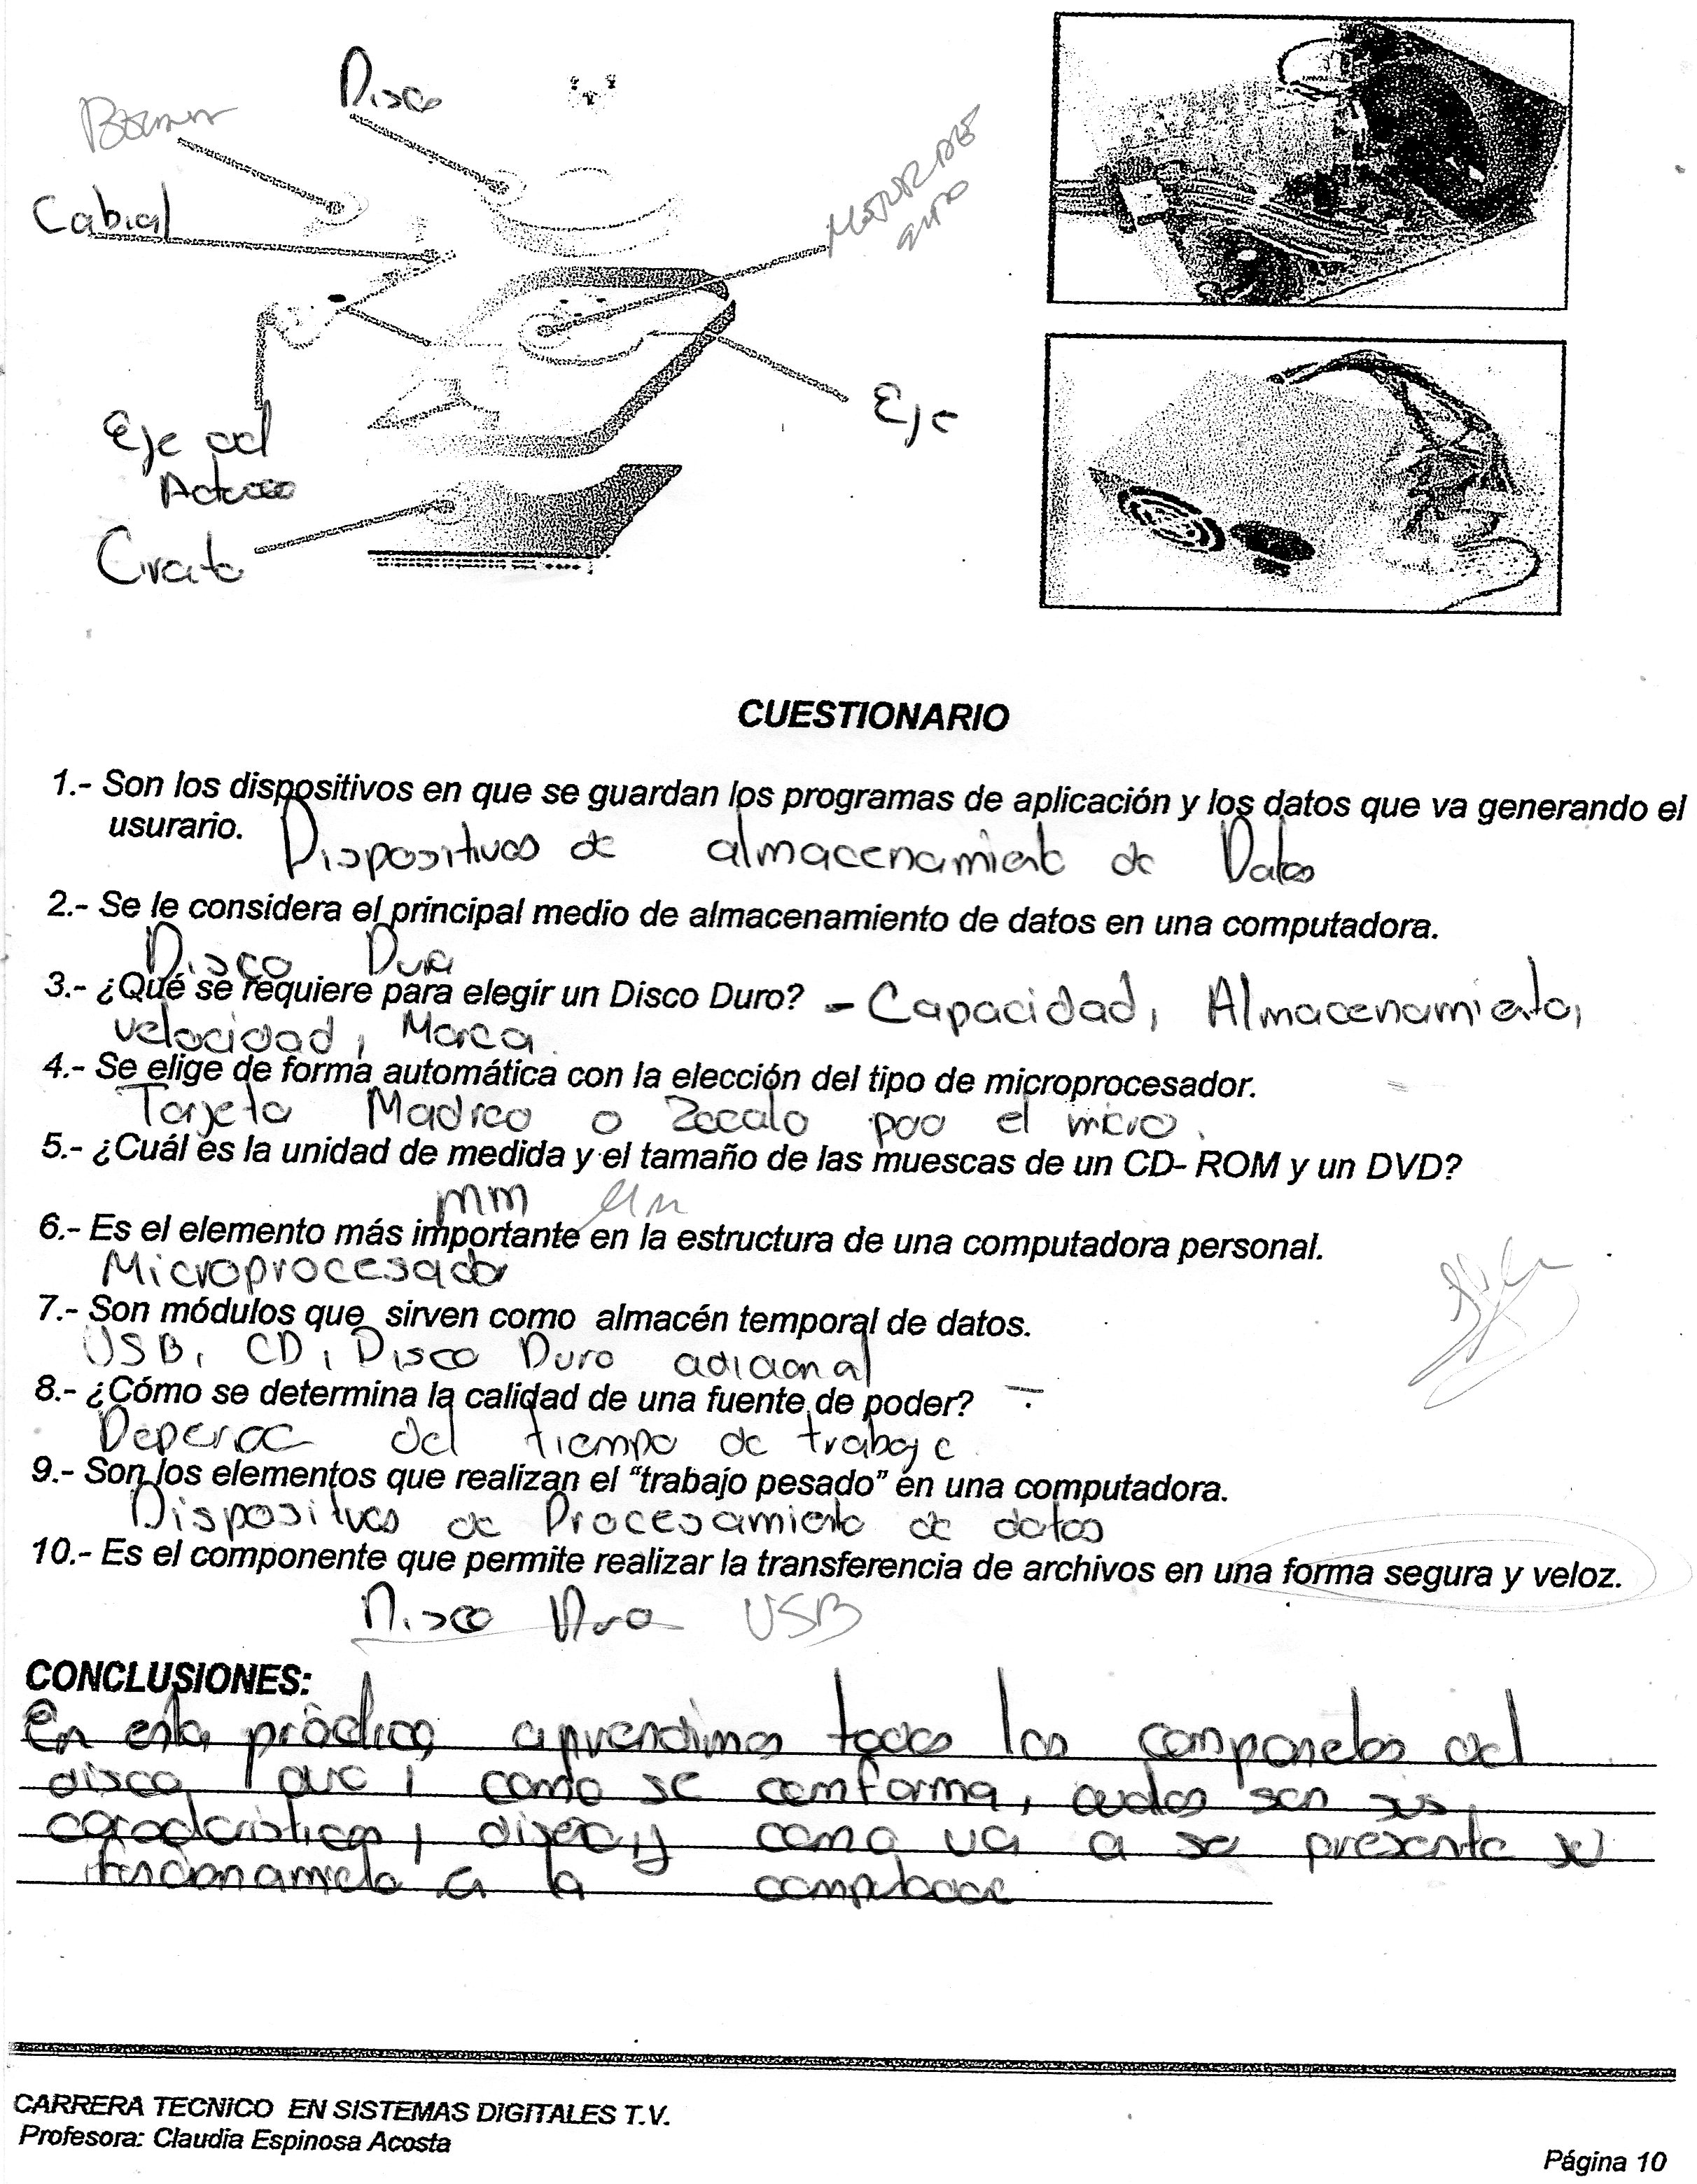 Disco
MOTOR DE
giro
Cabial
Eje
Eje del
Circuito
CUESTIONARIO
1.- Son los dispositivos en que se guardan los programas de aplicación y los datos que va generando el
usurario. Dispositivos de almacenamiento de Datos
2.- Se le considera el principal medio de almacenamiento de datos en una computadora.
Disco Duro
3.- ¿Qué se requiere para elegir un Disco Duro? - Capacidad, Almacenamiento,
velocidad, Marca.
4.- Se elige de forma automática con la elección del tipo de microprocesador.
Tarjeta Madre o Zocalo para el micro.
5.- ¿Cuál es la unidad de medida y el tamaño de las muescas de un CD- ROM y un DVD?
mm
6.- Es el elemento más importante en la estructura de una computadora personal.
Microprocesador
7.- Son módulos que sirven como almacén temporal de datos.
USB, CD, Disco Duro adicional
8.- ¿Cómo se determina la calidad de una fuente de poder?
Depende del tiempo de trabajo
9.- Son los elementos que realizan el “trabajo pesado” en una computadora.
Dispositivos de Procesamiento de datos
10.- Es el componente que permite realizar la transferencia de archivos en una forma segura y veloz.
Disco Duro USB
CONCLUSIONES:
En esta práctica aprendimos todos los componetes del
disco duro, como se comforma, cuales son sus
caracteristicas, diseño, y como va a se presente su
funcionamieto a la
CARRERA TECNICO EN SISTEMAS DIGITALES T.V.
Profesora: Claudia Espinosa Acosta
Página 10